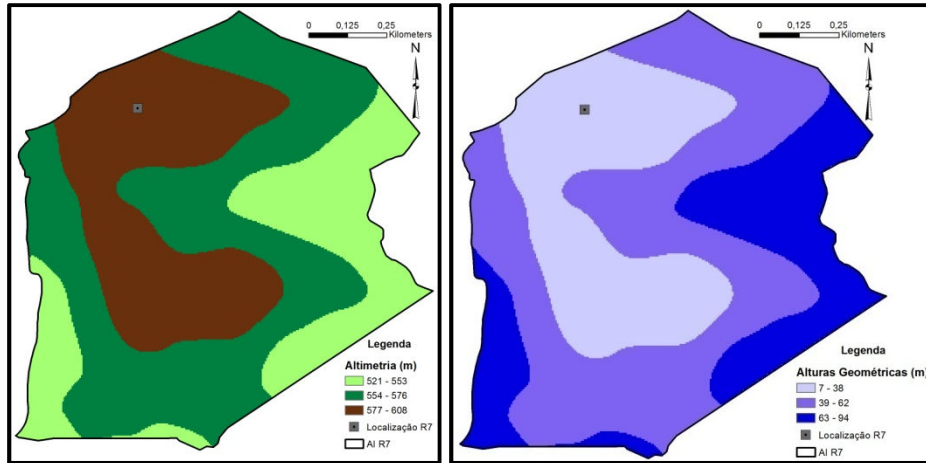 0 0,125 0,25
Kilometers
N
Legenda
Altimetria (m)
521 - 553
554 - 576
577 - 608
Localização R7
AI R7
0 0,125 0,25
Kilometers
N
Legenda
Alturas Geométricas (m)
7 - 38
39 - 62
63 - 94
Localização R7
AI R7